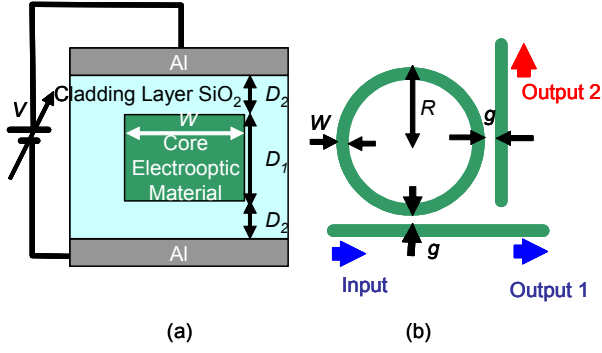 Al
V
Cladding Layer SiO₂
D₂
W
Core
Electrooptic
Material
D₁
D₂
Al
(a)
Output 2
R
W
g
g
Input
Output 1
(b)